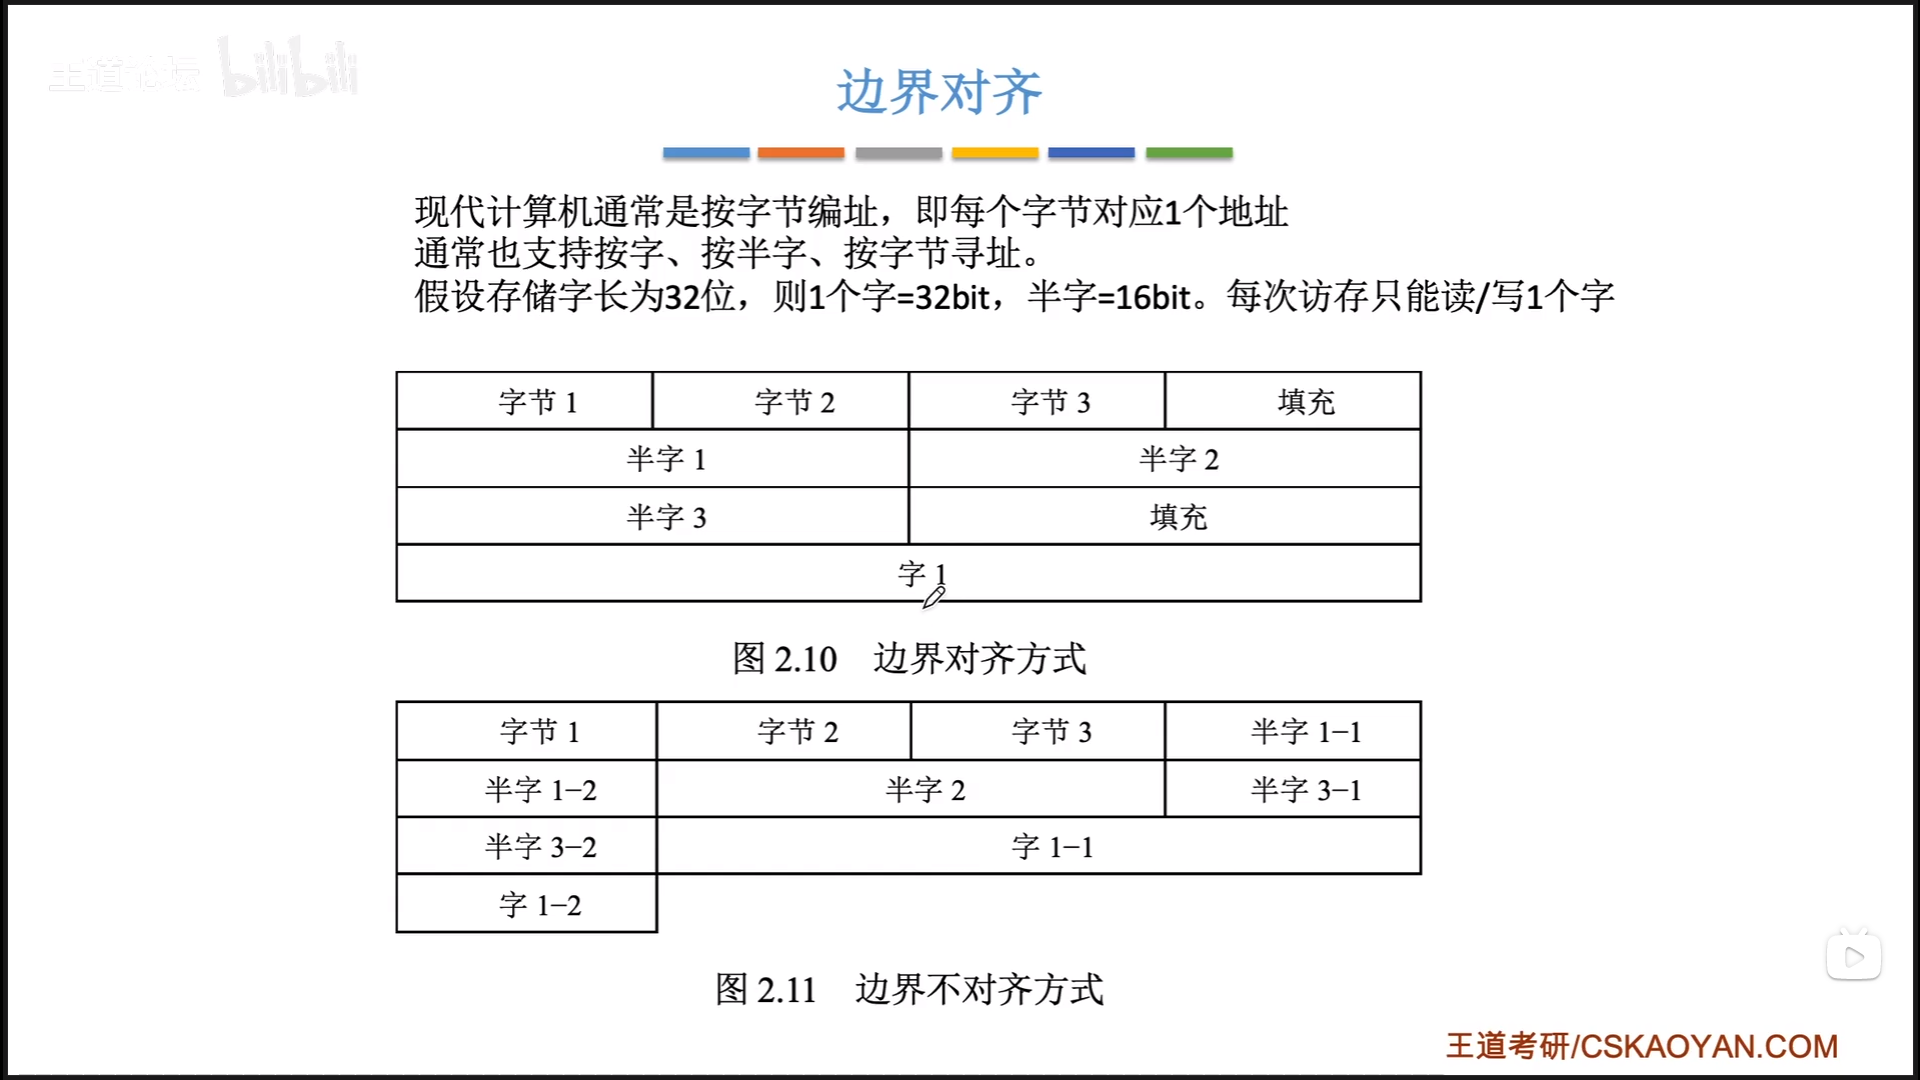 王道论坛 bilibili
边界对齐
现代计算机通常是按字节编址，即每个字节对应1个地址
通常也支持按字、按半字、按字节寻址。
假设存储字长为32位，则1个字=32bit，半字=16bit。每次访存只能读/写1个字
字节 1 字节 2 字节 3 填充
半字 1 半字 2
半字 3 填充
字 1
图 2.10 边界对齐方式
字节 1 字节 2 字节 3 半字 1−1
半字 1−2 半字 2 半字 3−1
半字 3−2 字 1−1
字 1−2
图 2.11 边界不对齐方式
王道考研/CSKAOYAN.COM